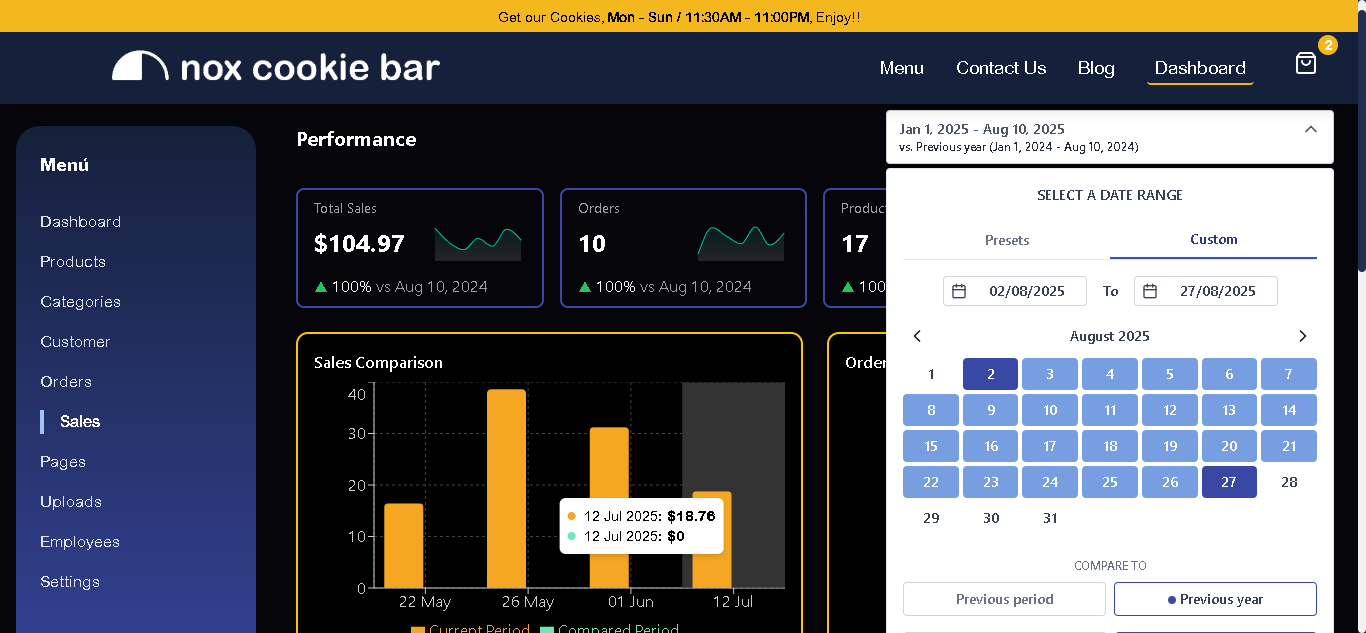 Get our Cookies, Mon - Sun / 11:30AM - 11:00PM, Enjoy!!
nox cookie bar
Menu
Contact Us
Blog
Dashboard
2
Menú
Dashboard
Products
Categories
Customer
Orders
Sales
Pages
Uploads
Employees
Settings
Performance
Jan 1, 2025 - Aug 10, 2025
vs. Previous year (Jan 1, 2024 - Aug 10, 2024)
Total Sales
$104.97
100% vs Aug 10, 2024
Orders
10
100% vs Aug 10, 2024
Produc
17
100
Sales Comparison
40
30
20
10
0
22 May
26 May
01 Jun
12 Jul
12 Jul 2025: $18.76
12 Jul 2025: $0
Current Period
Compared Period
Order
SELECT A DATE RANGE
Presets
Custom
02/08/2025
To
27/08/2025
August 2025
1 2 3 4 5 6 7
8 9 10 11 12 13 14
15 16 17 18 19 20 21
22 23 24 25 26 27 28
29 30 31
COMPARE TO
Previous period
Previous year